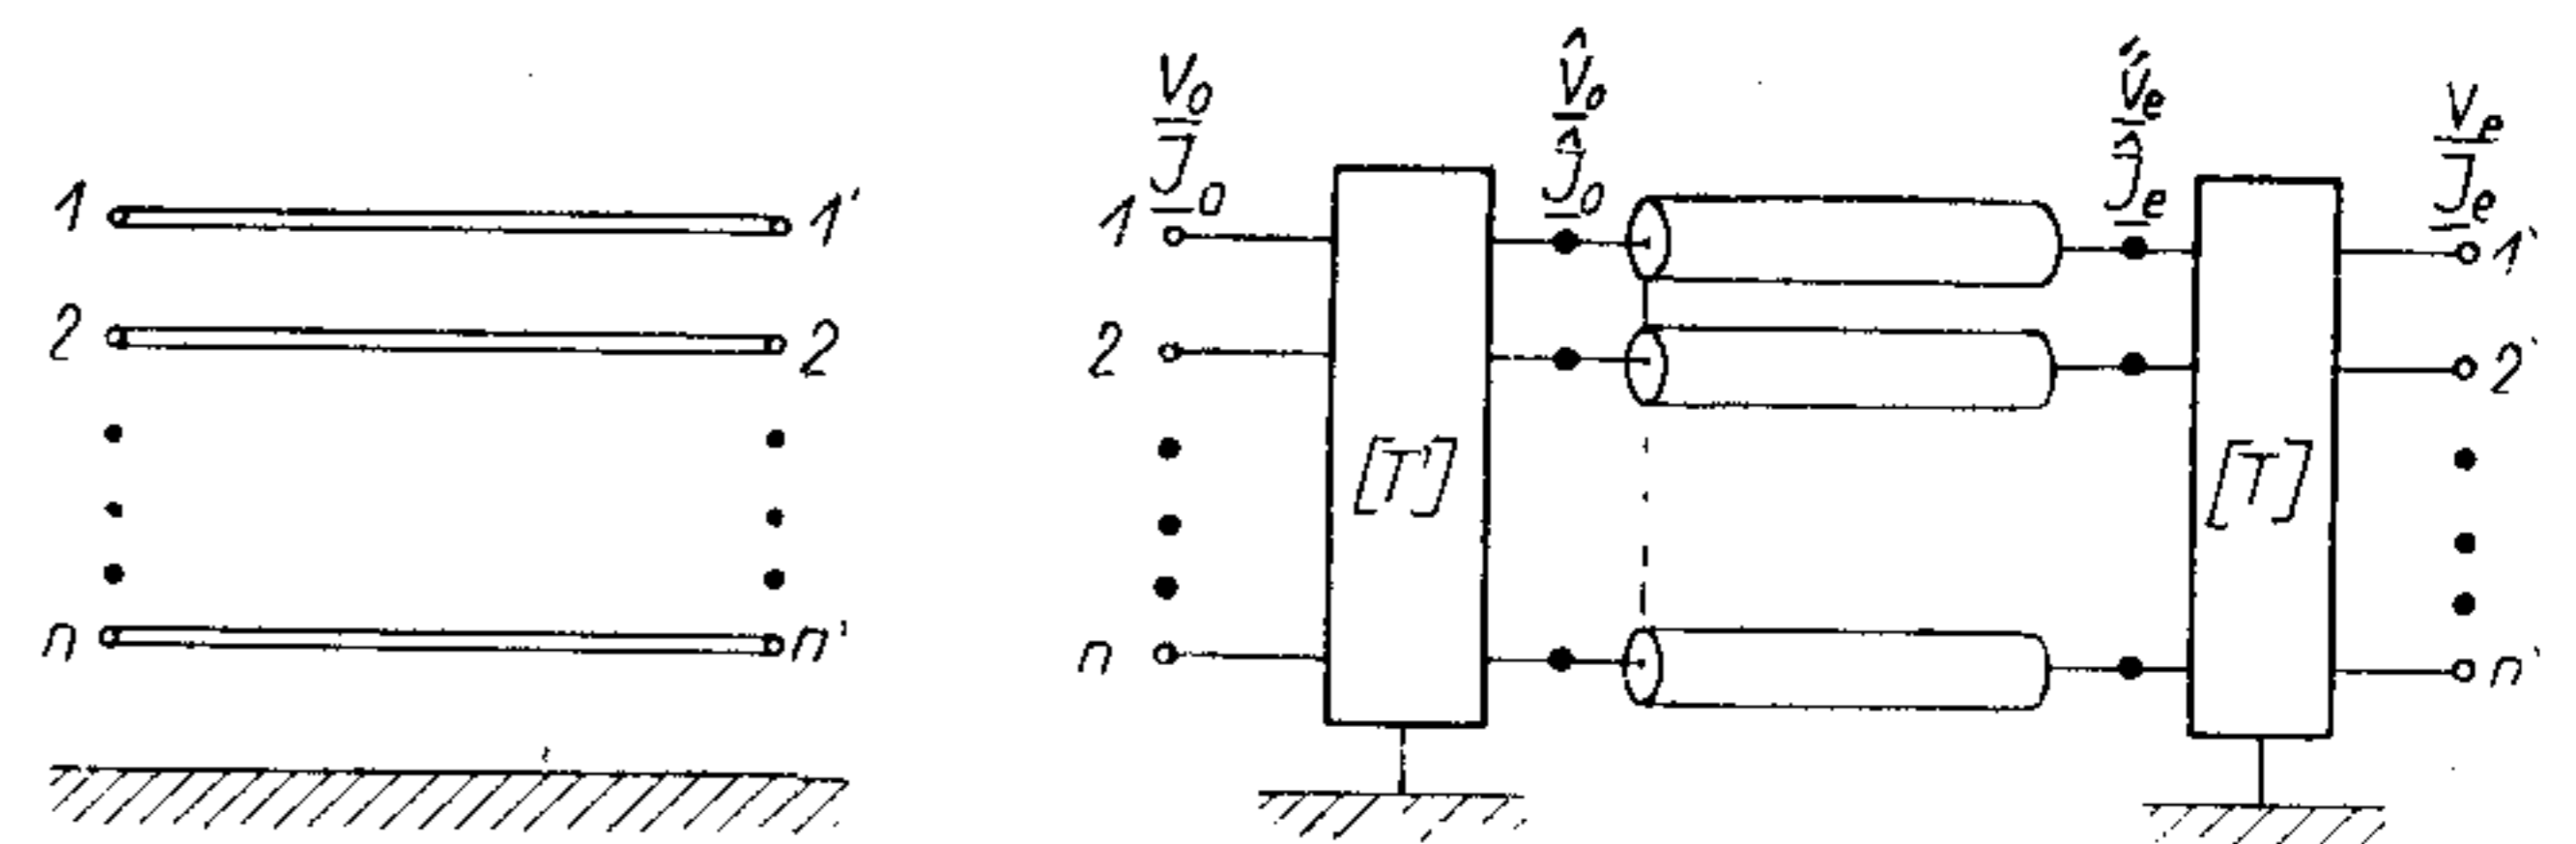 1 1'
2 2
n n'
V₀ V̂₀ V̂ₑ Vₑ
J₀ Ĵ₀ Ĵₑ Jₑ
1 1'
2 2'
[T'] [T]
n n'